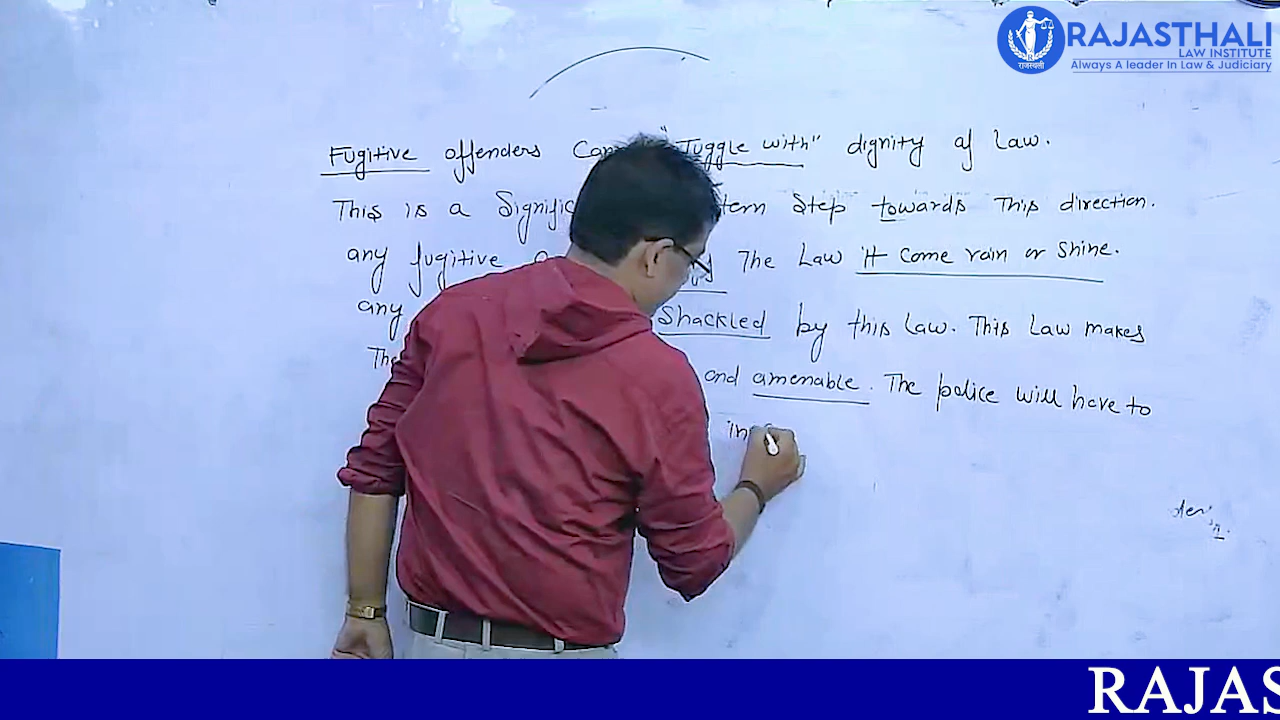 RAJASTHALI
LAW INSTITUTE
Always A leader In Law & Judiciary
राजस्थली
Fugitive offenders "Juggle with" dignity of Law.
This is a step towards This direction.
any fugitive The Law it come rain or shine.
any Shackled by this Law. This Law makes
and amenable. The police will have to
RAJAS